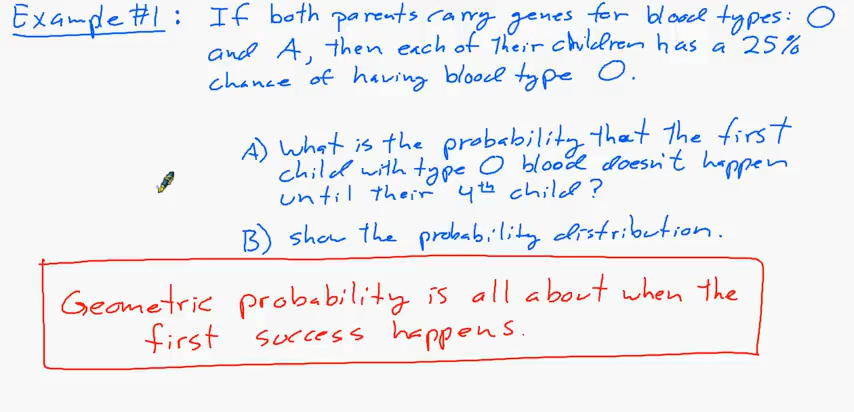 Example #1: If both parents carry genes for blood types: O
and A, then each of their children has a 25%
chance of having blood type O.
A) What is the probability that the first
child with type O blood doesn't happen
until their 4th child?
B) show the probability distribution.
Geometric probability is all about when the
first success happens.